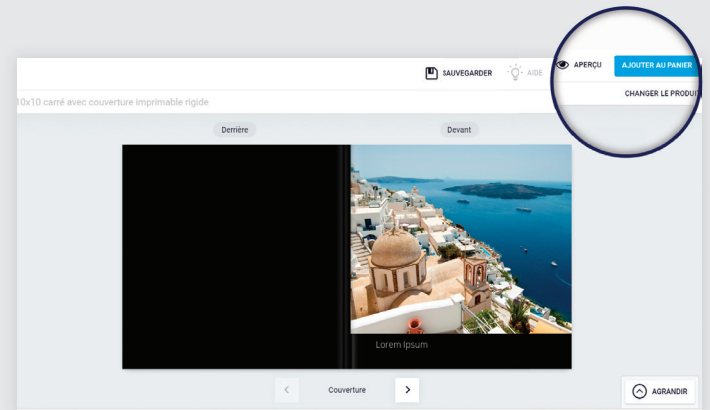 SAUVEGARDER
AIDE
APERÇU
AJOUTER AU PANIER
10x10 carré avec couverture imprimable rigide
CHANGER LE PRODUI
Derrière
Devant
Lorem Ipsum
Couverture
AGRANDIR